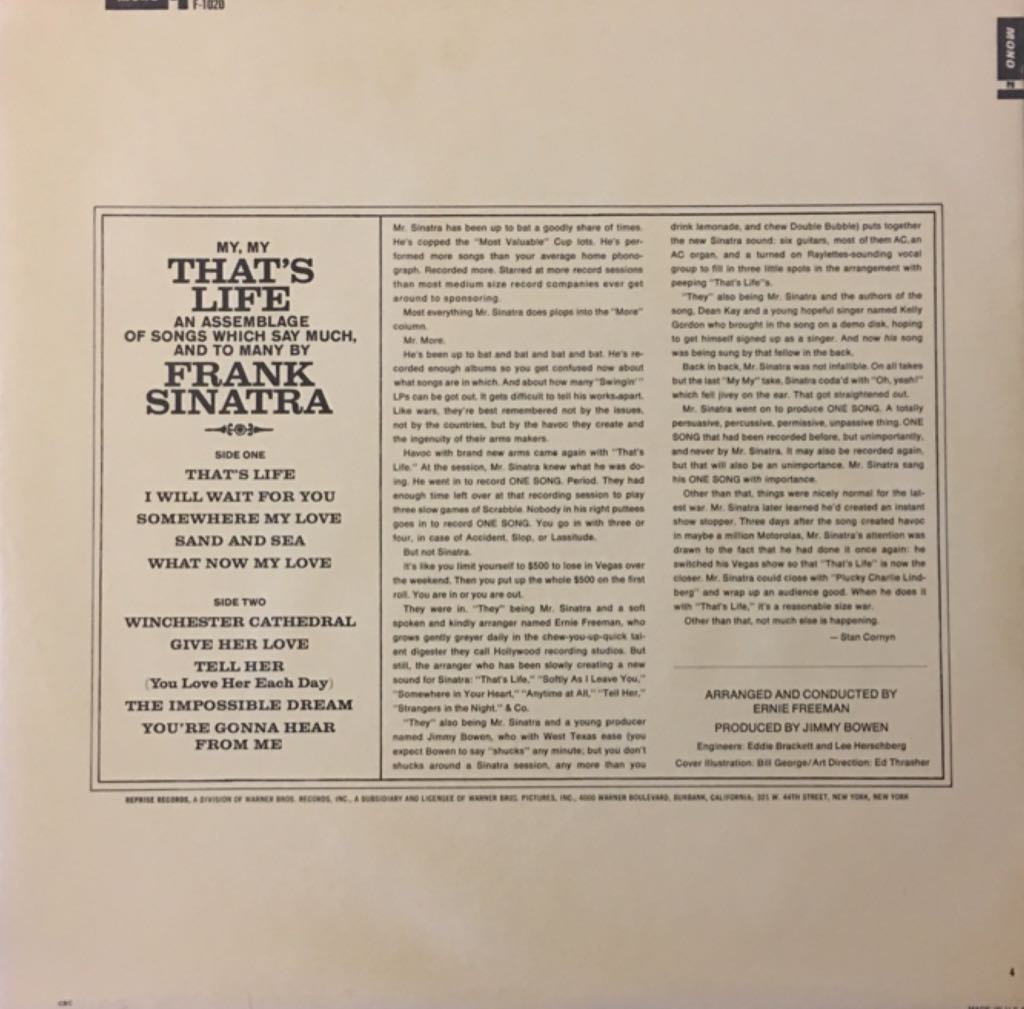 F-1020
MONO
MY, MY
THAT'S
LIFE
AN ASSEMBLAGE
OF SONGS WHICH SAY MUCH,
AND TO MANY BY
FRANK
SINATRA
SIDE ONE
THAT'S LIFE
I WILL WAIT FOR YOU
SOMEWHERE MY LOVE
SAND AND SEA
WHAT NOW MY LOVE
SIDE TWO
WINCHESTER CATHEDRAL
GIVE HER LOVE
TELL HER
(You Love Her Each Day)
THE IMPOSSIBLE DREAM
YOU'RE GONNA HEAR
FROM ME
Mr. Sinatra has been up to bat a goodly share of times.
He's copped the "Most Valuable" Cup lots. He's per-
formed more songs than your average home phono-
graph. Recorded more. Starred at more record sessions
than most medium size record companies ever get
around to sponsoring.
Most everything Mr. Sinatra does plops into the "More"
column.
Mr. More.
He's been up to bat and bat and bat and bat. He's re-
corded enough albums so you get confused now about
what songs are in which. And about how many "Swingin'"
LPs can be got out. It gets difficult to tell his works apart.
Like wars, they're best remembered not by the issues,
not by the countries, but by the havoc they create and
the ingenuity of their arms makers.
Havoc with brand new arms came again with "That's
Life." At the session, Mr. Sinatra knew what he was do-
ing. He went in to record ONE SONG. Period. They had
enough time left over at that recording session to play
three slow games of Scrabble. Nobody in his right puttees
goes in to record ONE SONG. You go in with three or
four, in case of Accident, Slop, or Lassitude.
But not Sinatra.
It's like you limit yourself to $500 to lose in Vegas over
the weekend. Then you put up the whole $500 on the first
roll. You are in or you are out.
They were in. "They" being Mr. Sinatra and a soft
spoken and kindly arranger named Ernie Freeman, who
grows gently greyer daily in the chew-you-up-quick tal-
ent digester they call Hollywood recording studios. But
still, the arranger who has been slowly creating a new
sound for Sinatra: "That's Life," "Softly As I Leave You,"
"Somewhere in Your Heart," "Anytime at All," "Tell Her,"
"Strangers in the Night," & Co.
"They" also being Mr. Sinatra and a young producer
named Jimmy Bowen, who with West Texas ease (you
expect Bowen to say "shucks" any minute; but you don't
shucks around a Sinatra session, any more than you
drink lemonade, and chew Double Bubble) puts together
the new Sinatra sound: six guitars, most of them AC, an
AC organ, and a turned on Raylettes-sounding vocal
group to fill in three little spots in the arrangement with
peeping "That's Life"s.
"They" also being Mr. Sinatra and the authors of the
song, Dean Kay and a young hopeful singer named Kelly
Gordon who brought in the song on a demo disk, hoping
to get himself signed up as a singer. And now his song
was being sung by that fellow in the back.
Back in back, Mr. Sinatra was not infallible. On all takes
but the last "My My" take, Sinatra coda'd with "Oh, yeah!"
which fell jivey on the ear. That got straightened out.
Mr. Sinatra went on to produce ONE SONG. A totally
persuasive, percussive, permissive, unpassive thing. ONE
SONG that had been recorded before, but unimportantly,
and never by Mr. Sinatra. It may also be recorded again,
but that will also be an unimportance. Mr. Sinatra sang
his ONE SONG with importance.
Other than that, things were nicely normal for the lat-
est war. Mr. Sinatra later learned he'd created an instant
show stopper. Three days after the song created havoc
in maybe a million Motorolas, Mr. Sinatra's attention was
drawn to the fact that he had done it once again: he
switched his Vegas show so that "That's Life" is now the
closer. Mr. Sinatra could close with "Plucky Charlie Lind-
berg" and wrap up an audience good. When he does it
with "That's Life," it's a reasonable size war.
Other than that, not much else is happening.
— Stan Cornyn
ARRANGED AND CONDUCTED BY
ERNIE FREEMAN
PRODUCED BY JIMMY BOWEN
Engineers: Eddie Brackett and Lee Herschberg
Cover Illustration: Bill George/Art Direction: Ed Thrasher
REPRISE RECORDS, A DIVISION OF WARNER BROS. RECORDS, INC., A SUBSIDIARY AND LICENSEE OF WARNER BROS. PICTURES, INC., 4000 WARNER BOULEVARD, BURBANK, CALIFORNIA; 321 W. 44TH STREET, NEW YORK, NEW YORK
4